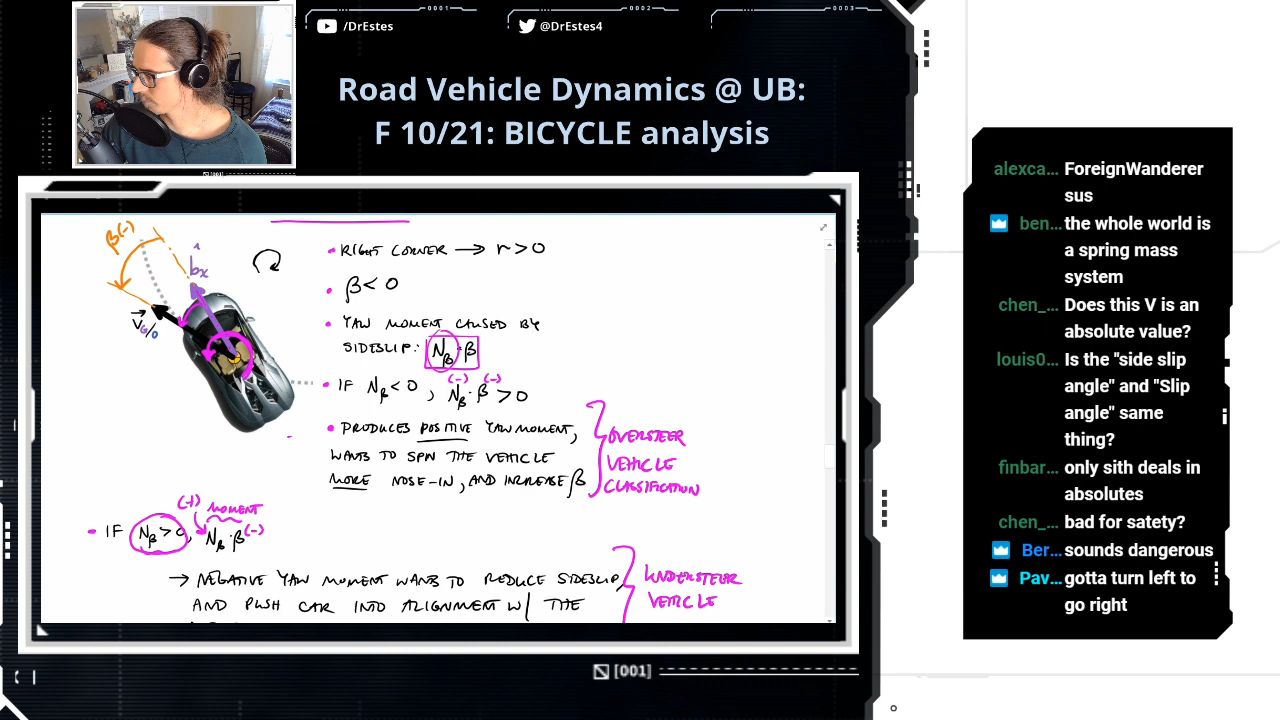 0001
0002
0003
/DrEstes
@DrEstes4
Road Vehicle Dynamics @ UB:
F 10/21: BICYCLE analysis
[001]
β(-)
bx
V G/O
• RIGHT CORNER → r > 0
• β < 0
• YAW MOMENT CAUSED BY
SIDESLIP: Nβ·β
(-) (-)
• IF Nβ < 0, Nβ·β > 0
• PRODUCES POSITIVE YAW MOMENT,
WANTS TO SPIN THE VEHICLE
MORE NOSE-IN, AND INCREASE β
OVERSTEER
VEHICLE
CLASSIFICATION
(+) MOMENT
• IF Nβ > 0, Nβ·β (-)
→ NEGATIVE YAW MOMENT WANTS TO REDUCE SIDESLIP,
AND PUSH CAR INTO ALIGNMENT W/ THE
UNDERSTEER
VEHICLE
[001]
alexca... ForeignWanderer
sus
ben... the whole world is
a spring mass
system
chen_... Does this V is an
absolute value?
louis0... Is the "side slip
angle" and "Slip
angle" same
thing?
finbar... only sith deals in
absolutes
chen_... bad for satety?
Ber... sounds dangerous
Pav... gotta turn left to
go right